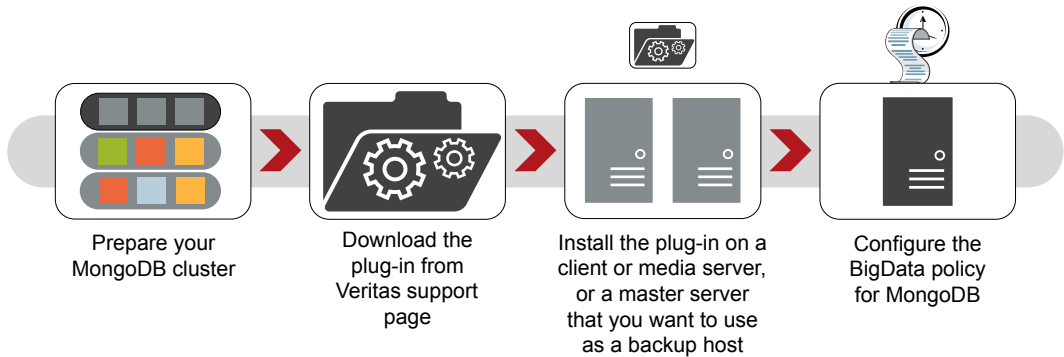 Prepare your
MongoDB cluster
Download the
plug-in from
Veritas support
page
Install the plug-in on a
client or media server,
or a master server
that you want to use
as a backup host
Configure the
BigData policy
for MongoDB